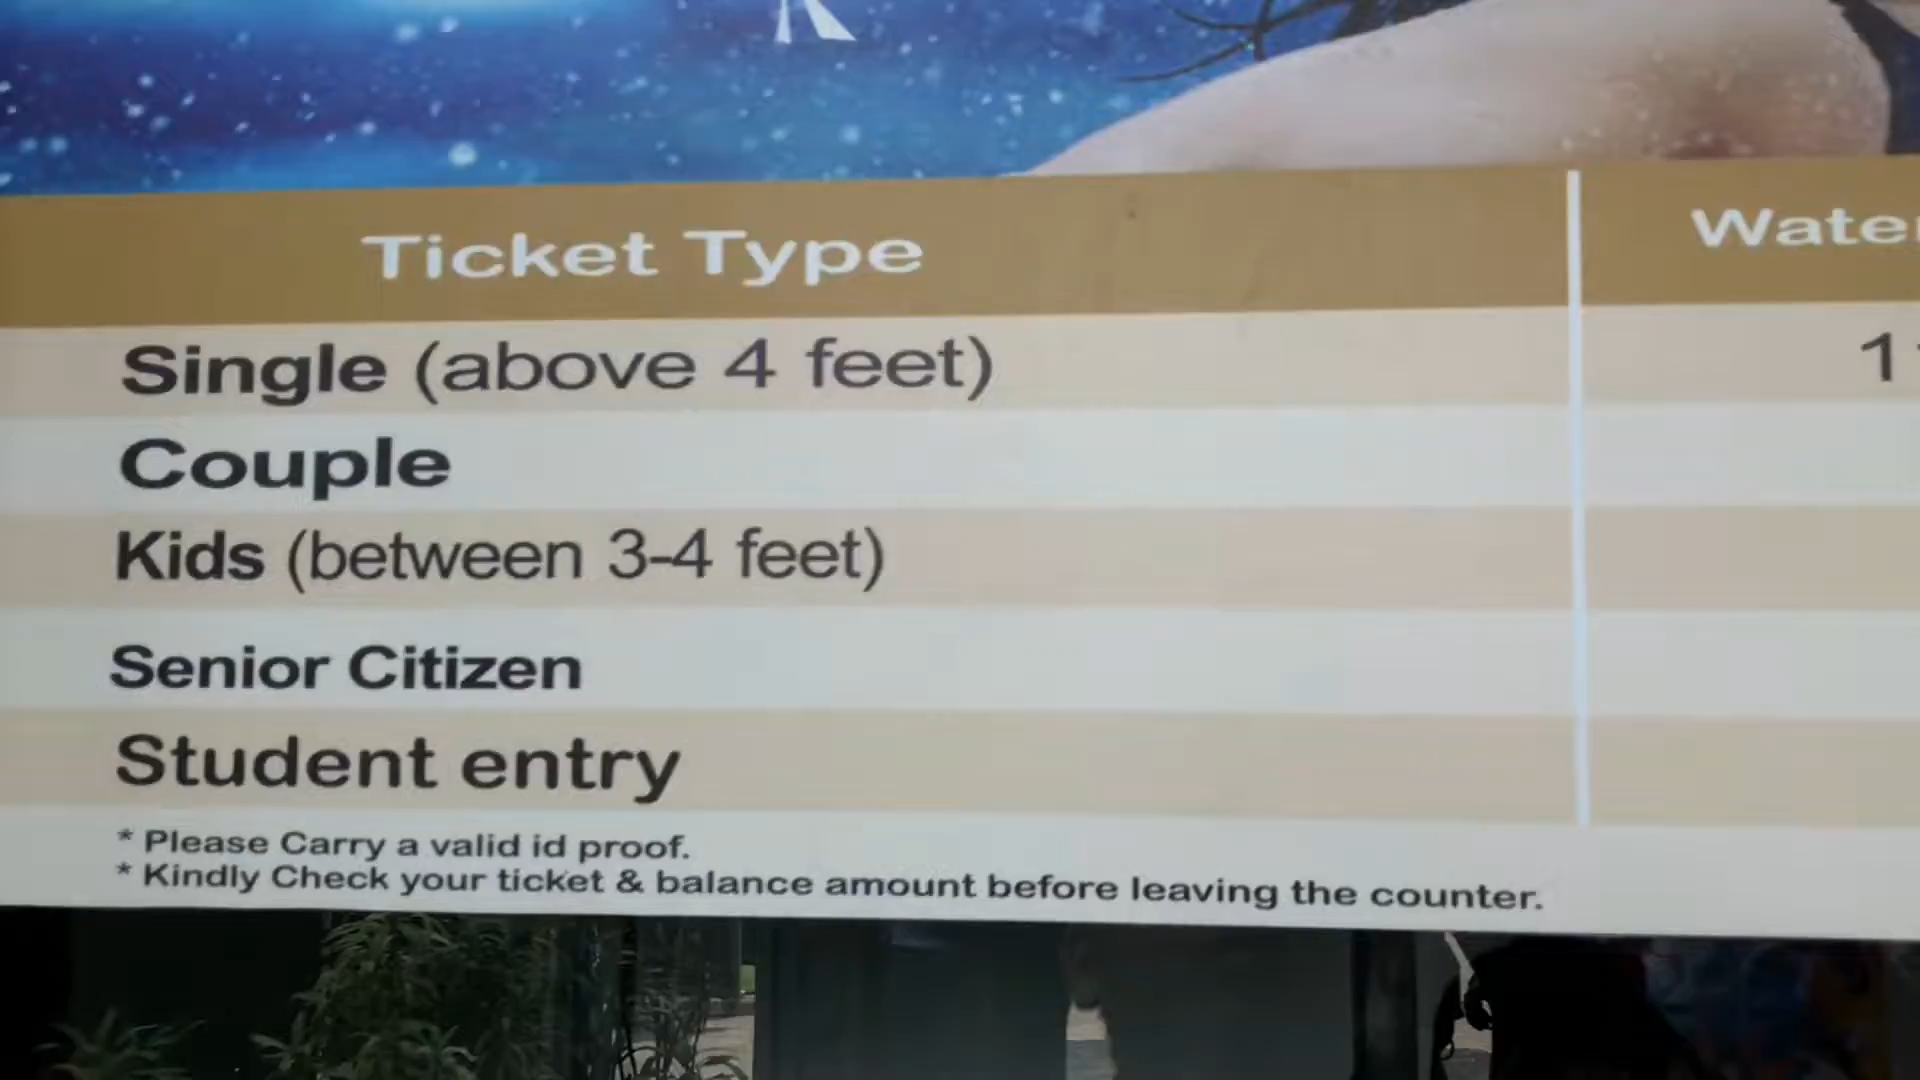 Ticket Type
Single (above 4 feet)
Couple
Kids (between 3-4 feet)
Senior Citizen
Student entry
* Please Carry a valid id proof.
* Kindly Check your ticket & balance amount before leaving the counter.